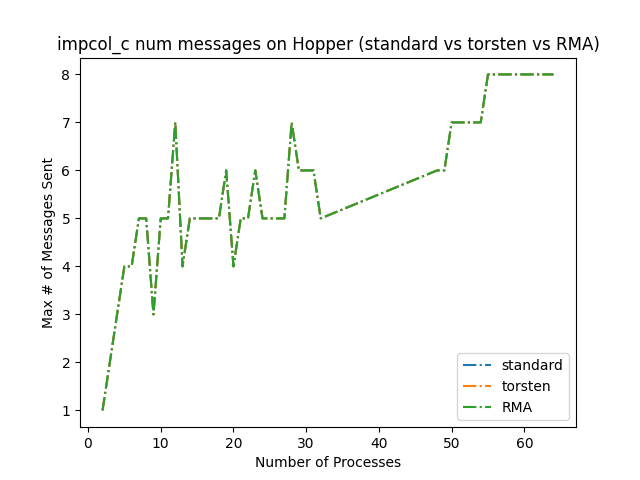 impcol_c num messages on Hopper (standard vs torsten vs RMA)
8
7
6
5
4
3
2
1
Max # of Messages Sent
0 10 20 30 40 50 60
Number of Processes
standard
torsten
RMA